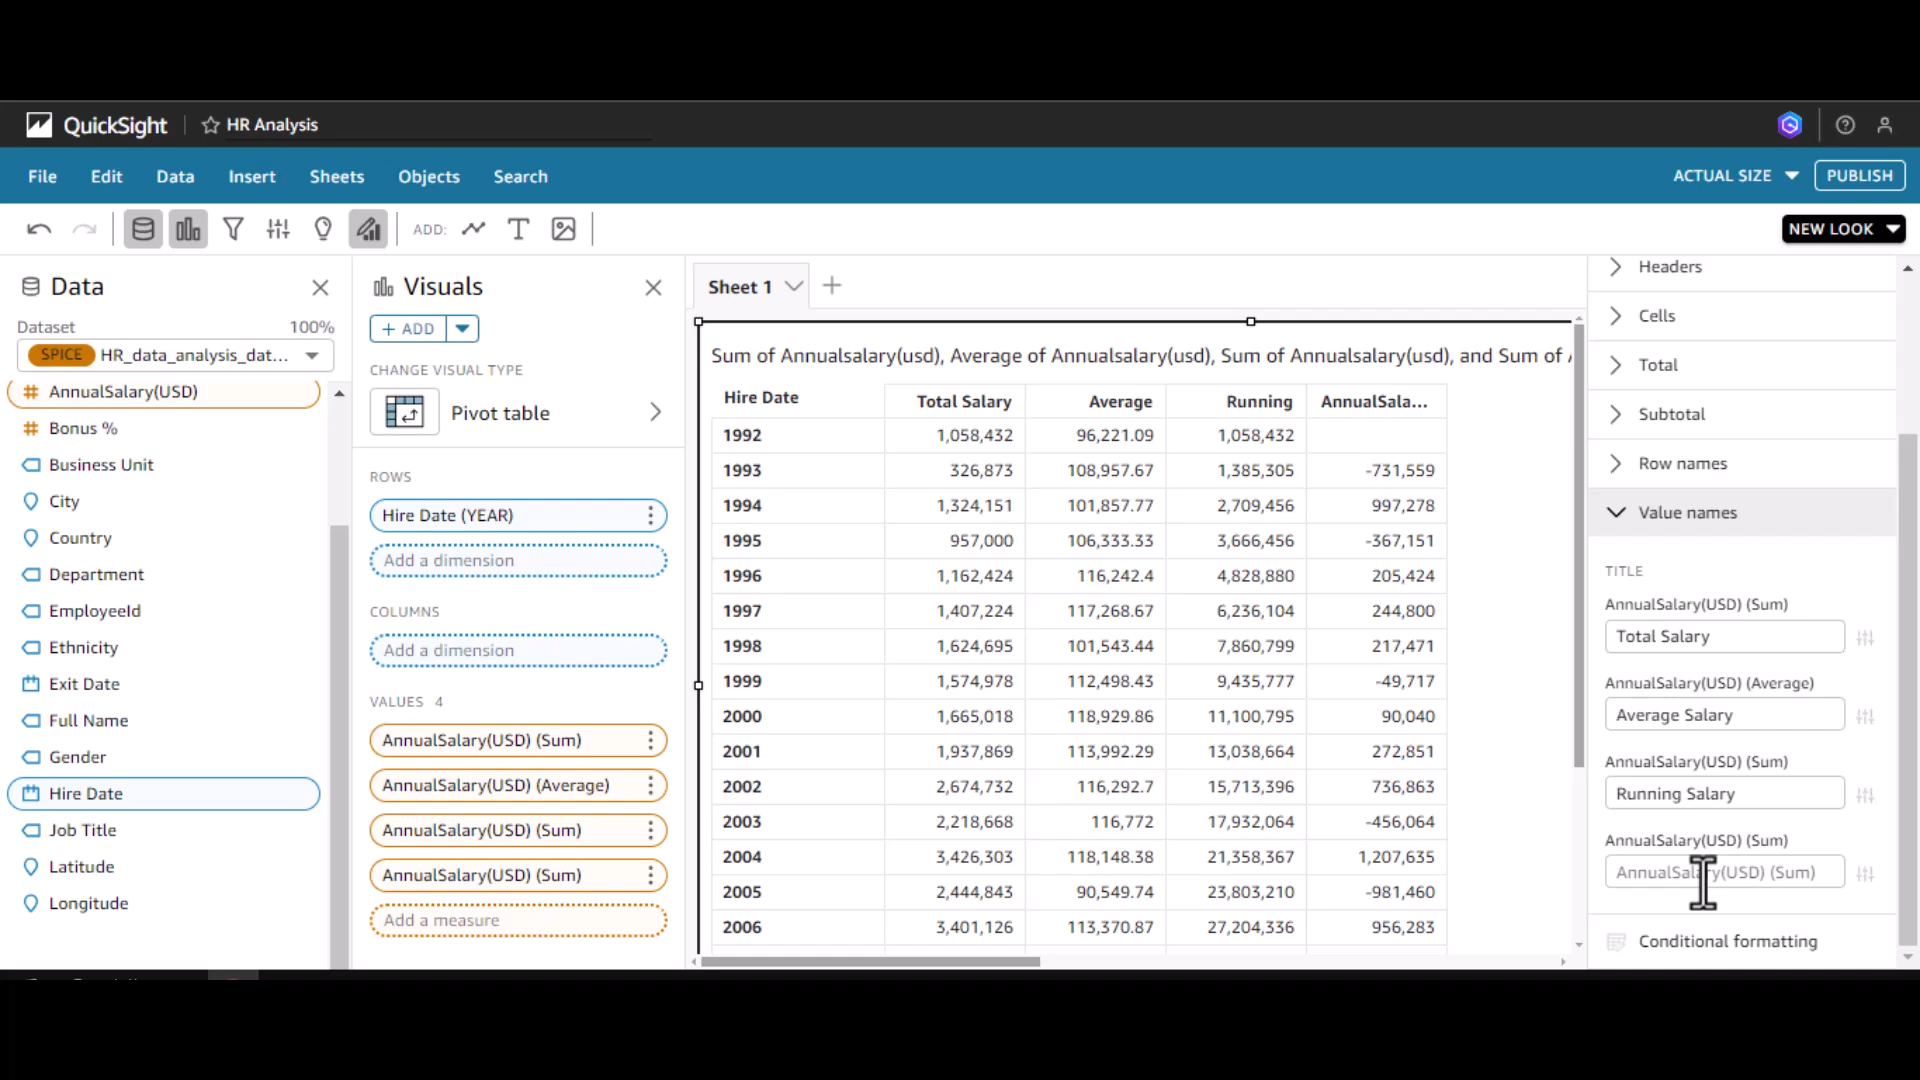 QuickSight
HR Analysis
File Edit Data Insert Sheets Objects Search
ACTUAL SIZE
PUBLISH
ADD:
NEW LOOK
Data
Dataset 100%
SPICE HR_data_analysis_dat...
AnnualSalary(USD)
Bonus %
Business Unit
City
Country
Department
EmployeeId
Ethnicity
Exit Date
Full Name
Gender
Hire Date
Job Title
Latitude
Longitude
Visuals
+ ADD
CHANGE VISUAL TYPE
Pivot table
ROWS
Hire Date (YEAR)
Add a dimension
COLUMNS
Add a dimension
VALUES 4
AnnualSalary(USD) (Sum)
AnnualSalary(USD) (Average)
AnnualSalary(USD) (Sum)
AnnualSalary(USD) (Sum)
Add a measure
Sheet 1
Sum of Annualsalary(usd), Average of Annualsalary(usd), Sum of Annualsalary(usd), and Sum of
Hire Date Total Salary Average Running AnnualSala...
1992 1,058,432 96,221.09 1,058,432
1993 326,873 108,957.67 1,385,305 -731,559
1994 1,324,151 101,857.77 2,709,456 997,278
1995 957,000 106,333.33 3,666,456 -367,151
1996 1,162,424 116,242.4 4,828,880 205,424
1997 1,407,224 117,268.67 6,236,104 244,800
1998 1,624,695 101,543.44 7,860,799 217,471
1999 1,574,978 112,498.43 9,435,777 -49,717
2000 1,665,018 118,929.86 11,100,795 90,040
2001 1,937,869 113,992.29 13,038,664 272,851
2002 2,674,732 116,292.7 15,713,396 736,863
2003 2,218,668 116,772 17,932,064 -456,064
2004 3,426,303 118,148.38 21,358,367 1,207,635
2005 2,444,843 90,549.74 23,803,210 -981,460
2006 3,401,126 113,370.87 27,204,336 956,283
Headers
Cells
Total
Subtotal
Row names
Value names
TITLE
AnnualSalary(USD) (Sum)
Total Salary
AnnualSalary(USD) (Average)
Average Salary
AnnualSalary(USD) (Sum)
Running Salary
AnnualSalary(USD) (Sum)
AnnualSalary(USD) (Sum)
Conditional formatting